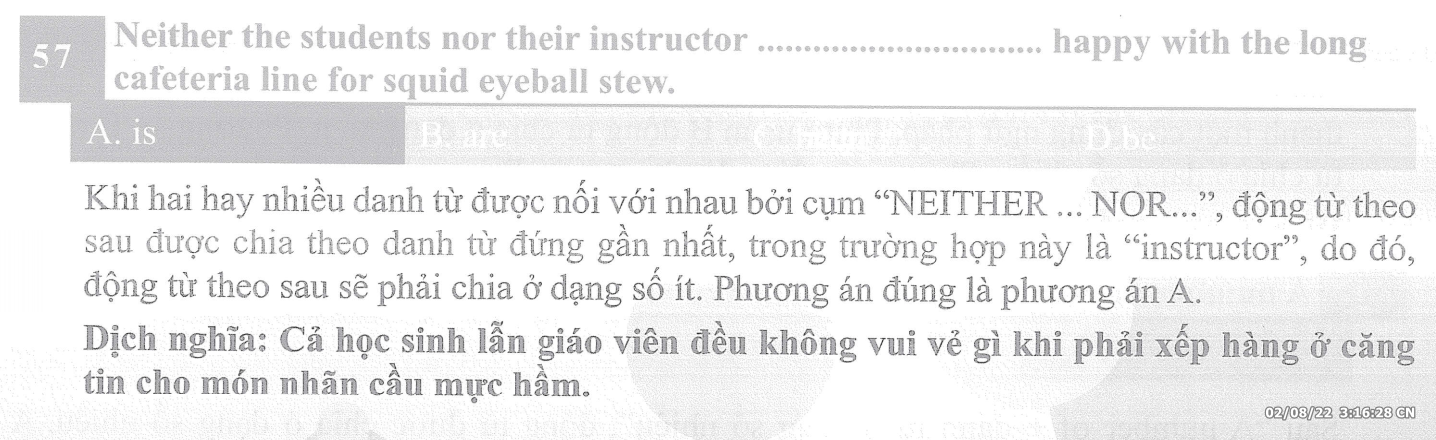 57
Neither the students nor their instructor .............................. happy with the long
cafeteria line for squid eyeball stew.
A. is B. are C. D. be
Khi hai hay nhiều danh từ được nối với nhau bởi cụm “NEITHER ... NOR...”, động từ theo
sau được chia theo danh từ đứng gần nhất, trong trường hợp này là “instructor”, do đó,
động từ theo sau sẽ phải chia ở dạng số ít. Phương án đúng là phương án A.
Dịch nghĩa: Cả học sinh lẫn giáo viên đều không vui vẻ gì khi phải xếp hàng ở căng
tin cho món nhãn cầu mực hầm.
02/08/22 3:16:28 CN